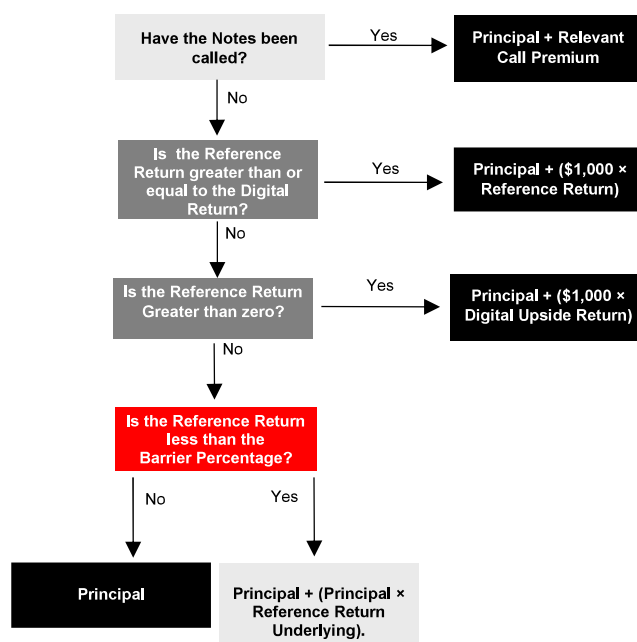 Have the Notes been
called?
Yes
Principal + Relevant
Call Premium
No
Is the Reference
Return greater than or
equal to the Digital
Return?
Yes
Principal + ($1,000 ×
Reference Return)
No
Is the Reference Return
Greater than zero?
Yes
Principal + ($1,000 ×
Digital Upside Return)
No
Is the Reference Return
less than the
Barrier Percentage?
No
Yes
Principal
Principal + (Principal ×
Reference Return
Underlying).